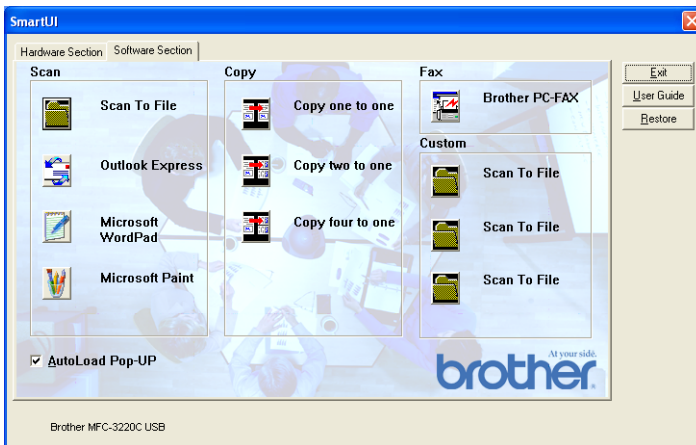 SmartUI
Hardware Section
Software Section
Scan
Scan To File
Outlook Express
Microsoft
WordPad
Microsoft Paint
Copy
Copy one to one
Copy two to one
Copy four to one
Fax
Brother PC-FAX
Custom
Scan To File
Scan To File
Scan To File
Exit
User Guide
Restore
AutoLoad Pop-UP
At your side.
brother.
Brother MFC-3220C USB